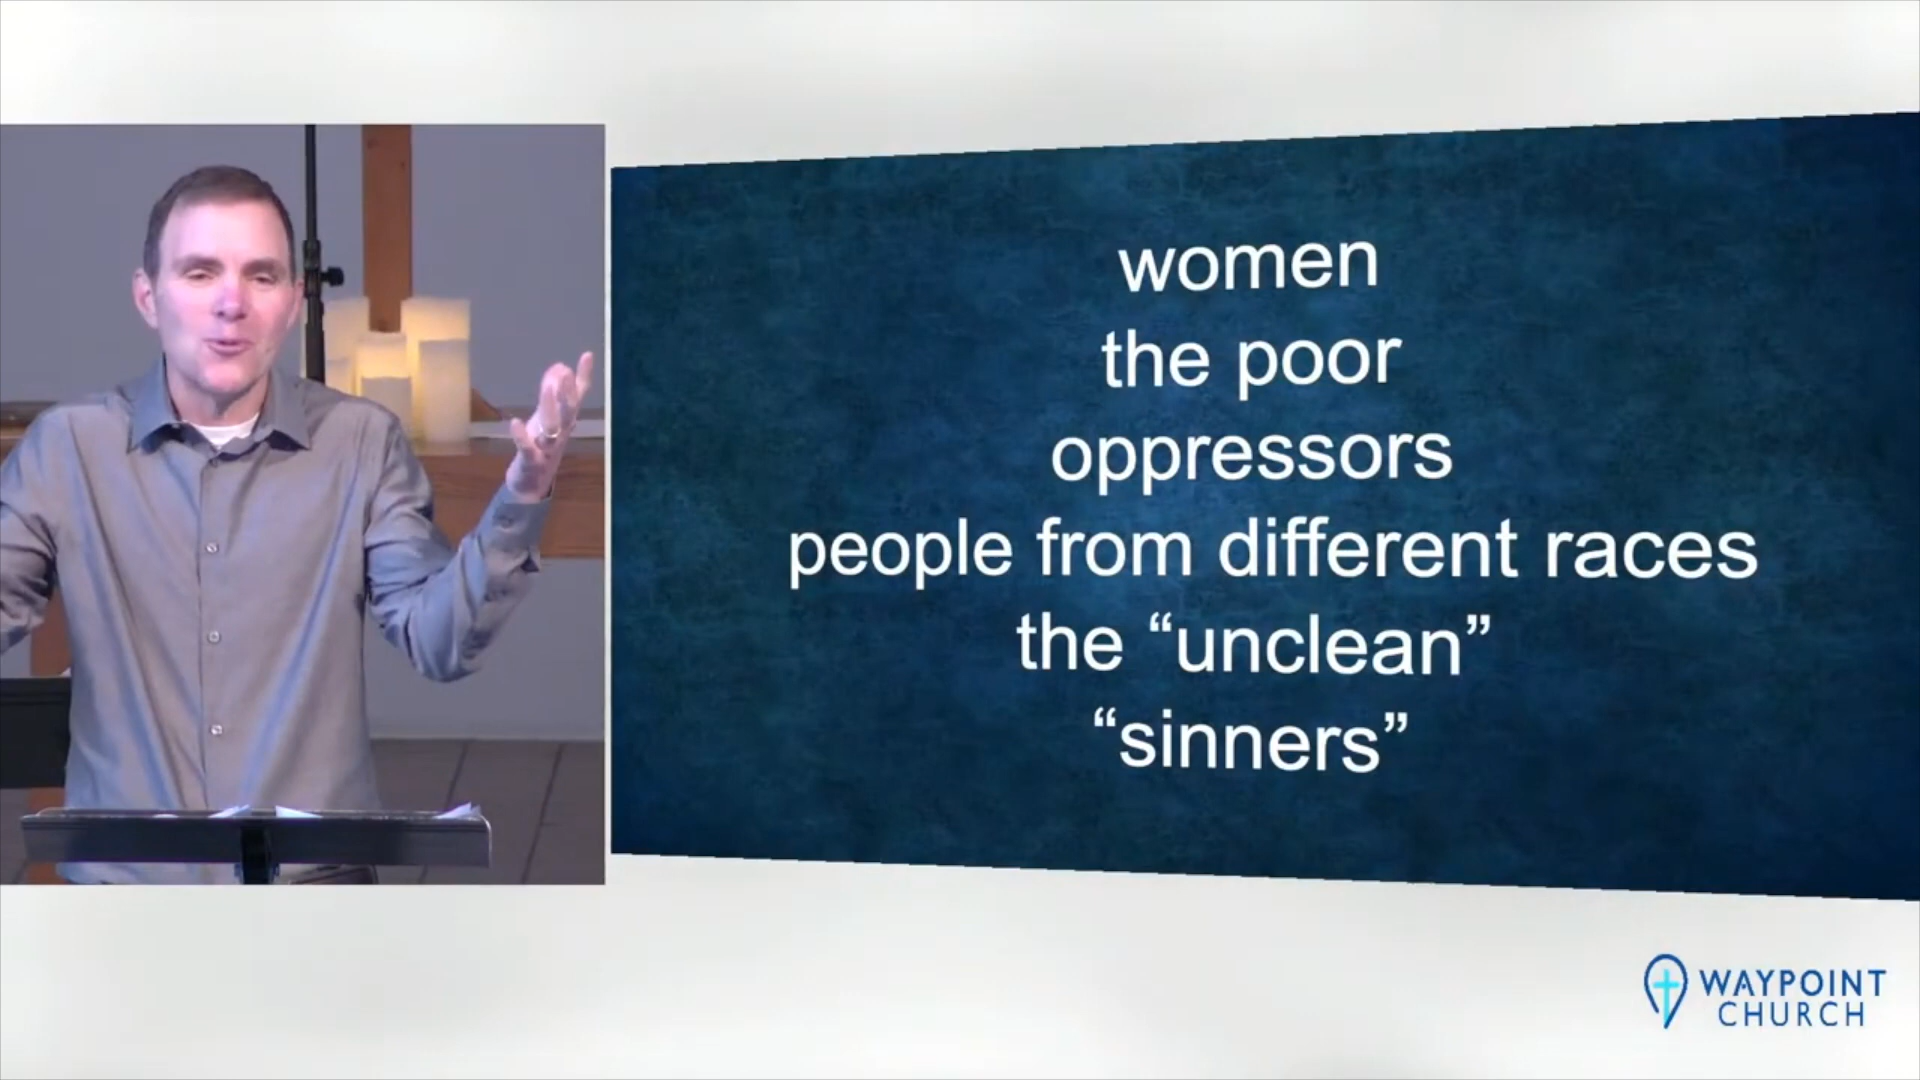 women
the poor
oppressors
people from different races
the “unclean”
“sinners”
WAYPOINT
CHURCH